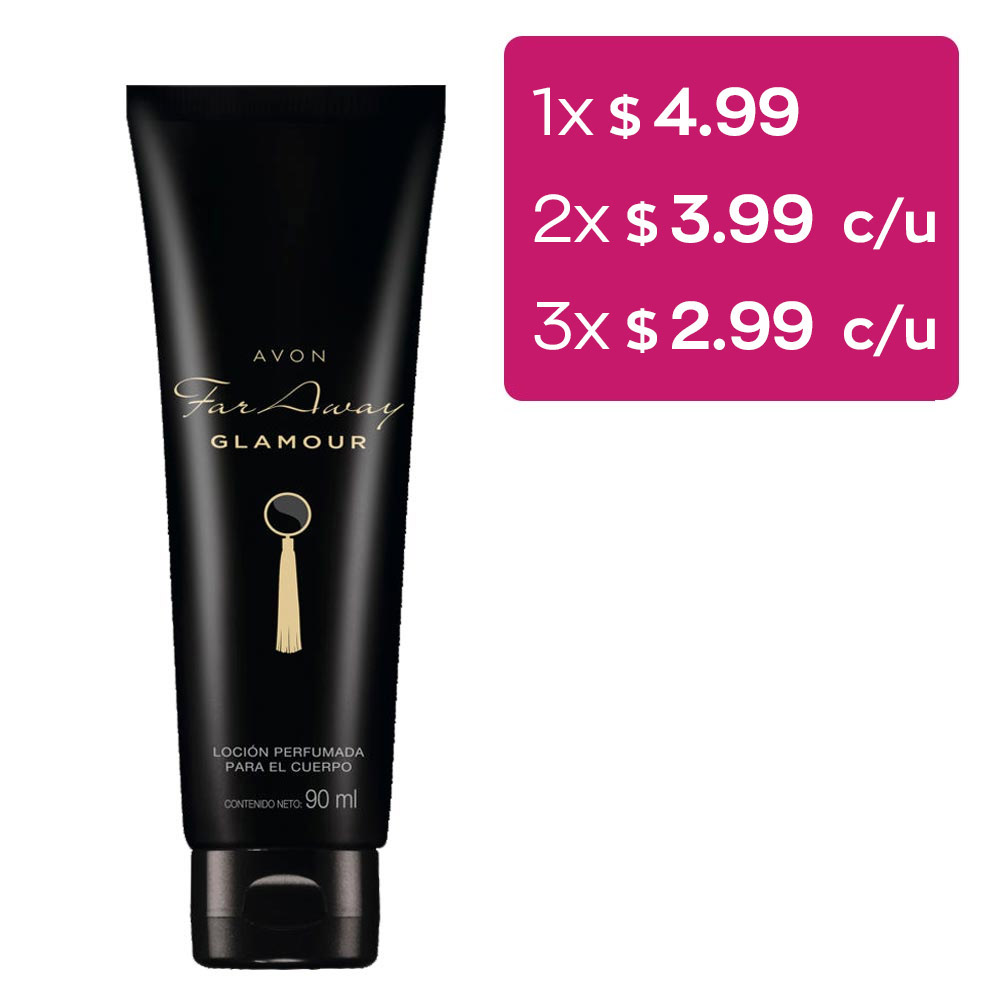 AVON
Far Away
GLAMOUR
LOCIÓN PERFUMADA
PARA EL CUERPO
CONTENIDO NETO: 90 ml
1x $ 4.99
2x $ 3.99 c/u
3x $ 2.99 c/u